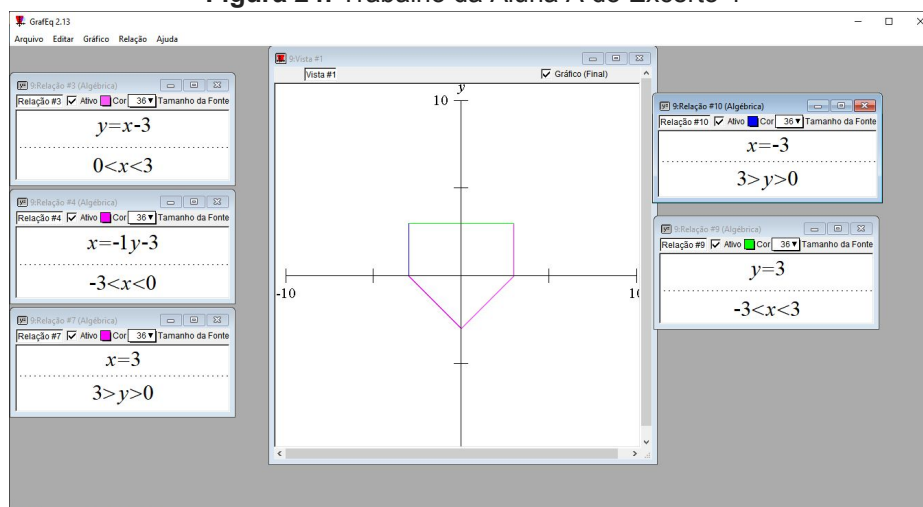 Figura 24: Trabalho da Aluna A do Excerto 4
GrafEq 2.13
Arquivo Editar Gráfico Relação Ajuda
9:Relação #3 (Algébrica)
Relação #3 Ativo Cor 36 Tamanho da Fonte
y=x-3
0<x<3
9:Relação #4 (Algébrica)
Relação #4 Ativo Cor 36 Tamanho da Fonte
x=-1y-3
-3<x<0
9:Relação #7 (Algébrica)
Relação #7 Ativo Cor 36 Tamanho da Fonte
x=3
3>y>0
9:Vista #1
Vista #1 Gráfico (Final)
y
10
-10
9:Relação #10 (Algébrica)
Relação #10 Ativo Cor 36 Tamanho da Fonte
x=-3
3>y>0
9:Relação #9 (Algébrica)
Relação #9 Ativo Cor 36 Tamanho da Fonte
y=3
-3<x<3